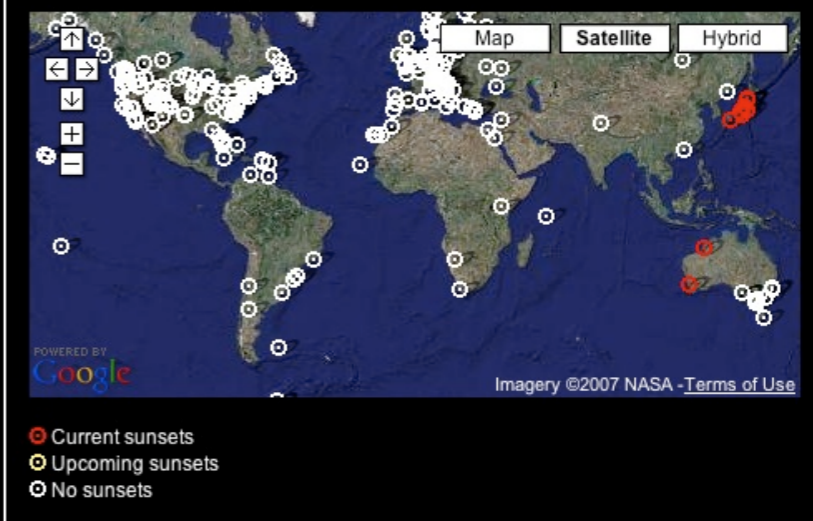 Map
Satellite
Hybrid
POWERED BY
Google
Imagery ©2007 NASA -Terms of Use
Current sunsets
Upcoming sunsets
No sunsets